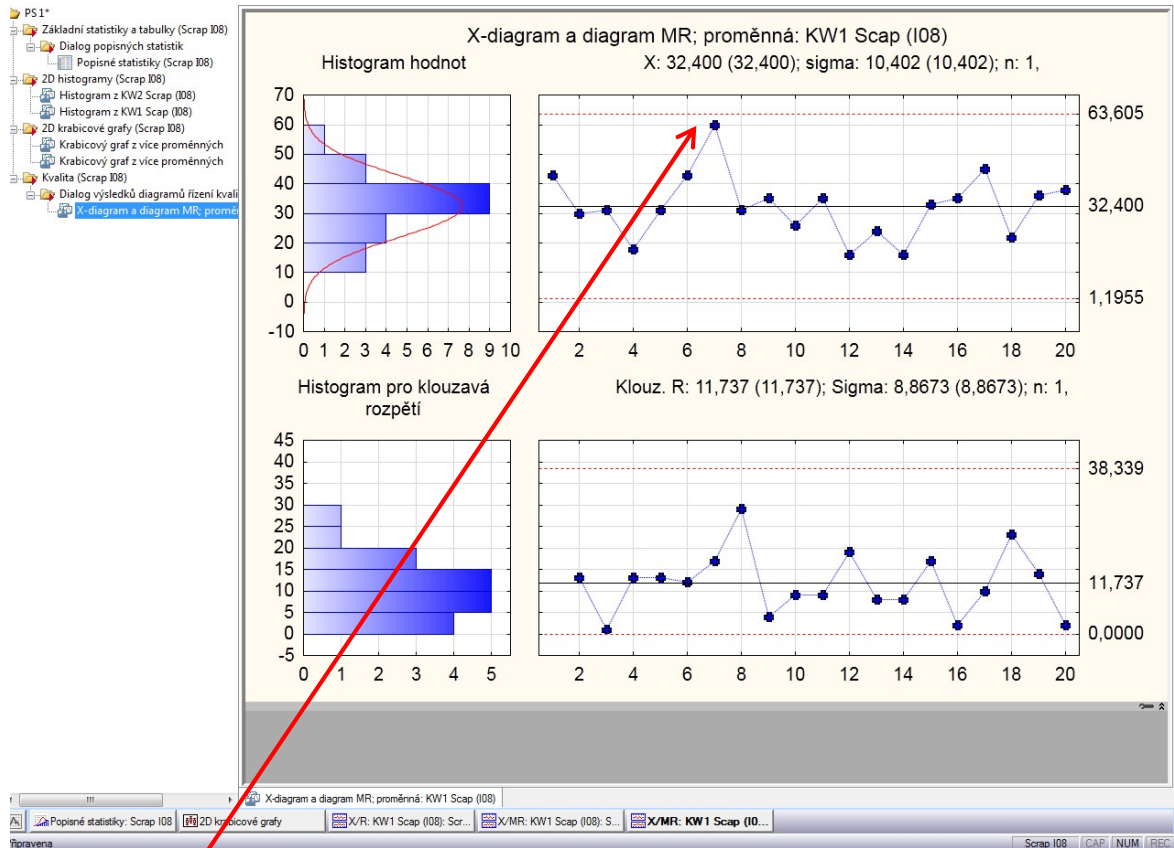 PS1*
Základní statistiky a tabulky (Scrap I08)
Dialog popisných statistik
Popisné statistiky (Scrap I08)
2D histogramy (Scrap I08)
Histogram z KW2 Scrap (I08)
Histogram z KW1 Scap (I08)
2D krabicové grafy (Scrap I08)
Krabicový graf z více proměnných
Krabicový graf z více proměnných
Kvalita (Scrap I08)
Dialog výsledků diagramů řízení kvali
X-diagram a diagram MR; promě
X-diagram a diagram MR; proměnná: KW1 Scap (I08)
Histogram hodnot
X: 32,400 (32,400); sigma: 10,402 (10,402); n: 1,
70
60
50
40
30
20
10
0
-10
0 1 2 3 4 5 6 7 8 9 10
63,605
32,400
1,1955
2 4 6 8 10 12 14 16 18 20
Histogram pro klouzavá
rozpětí
Klouz. R: 11,737 (11,737); Sigma: 8,8673 (8,8673); n: 1,
45
40
35
30
25
20
15
10
5
0
-5
0 1 2 3 4 5
38,339
11,737
0,0000
2 4 6 8 10 12 14 16 18 20
X-diagram a diagram MR; proměnná: KW1 Scap (I08)
Popisné statistiky: Scrap I08
2D krabicové grafy
X/R: KW1 Scap (I08): Scr...
X/MR: KW1 Scap (I08): S...
X/MR: KW1 Scap (I0...
Připravena
Scrap I08 CAP NUM REC